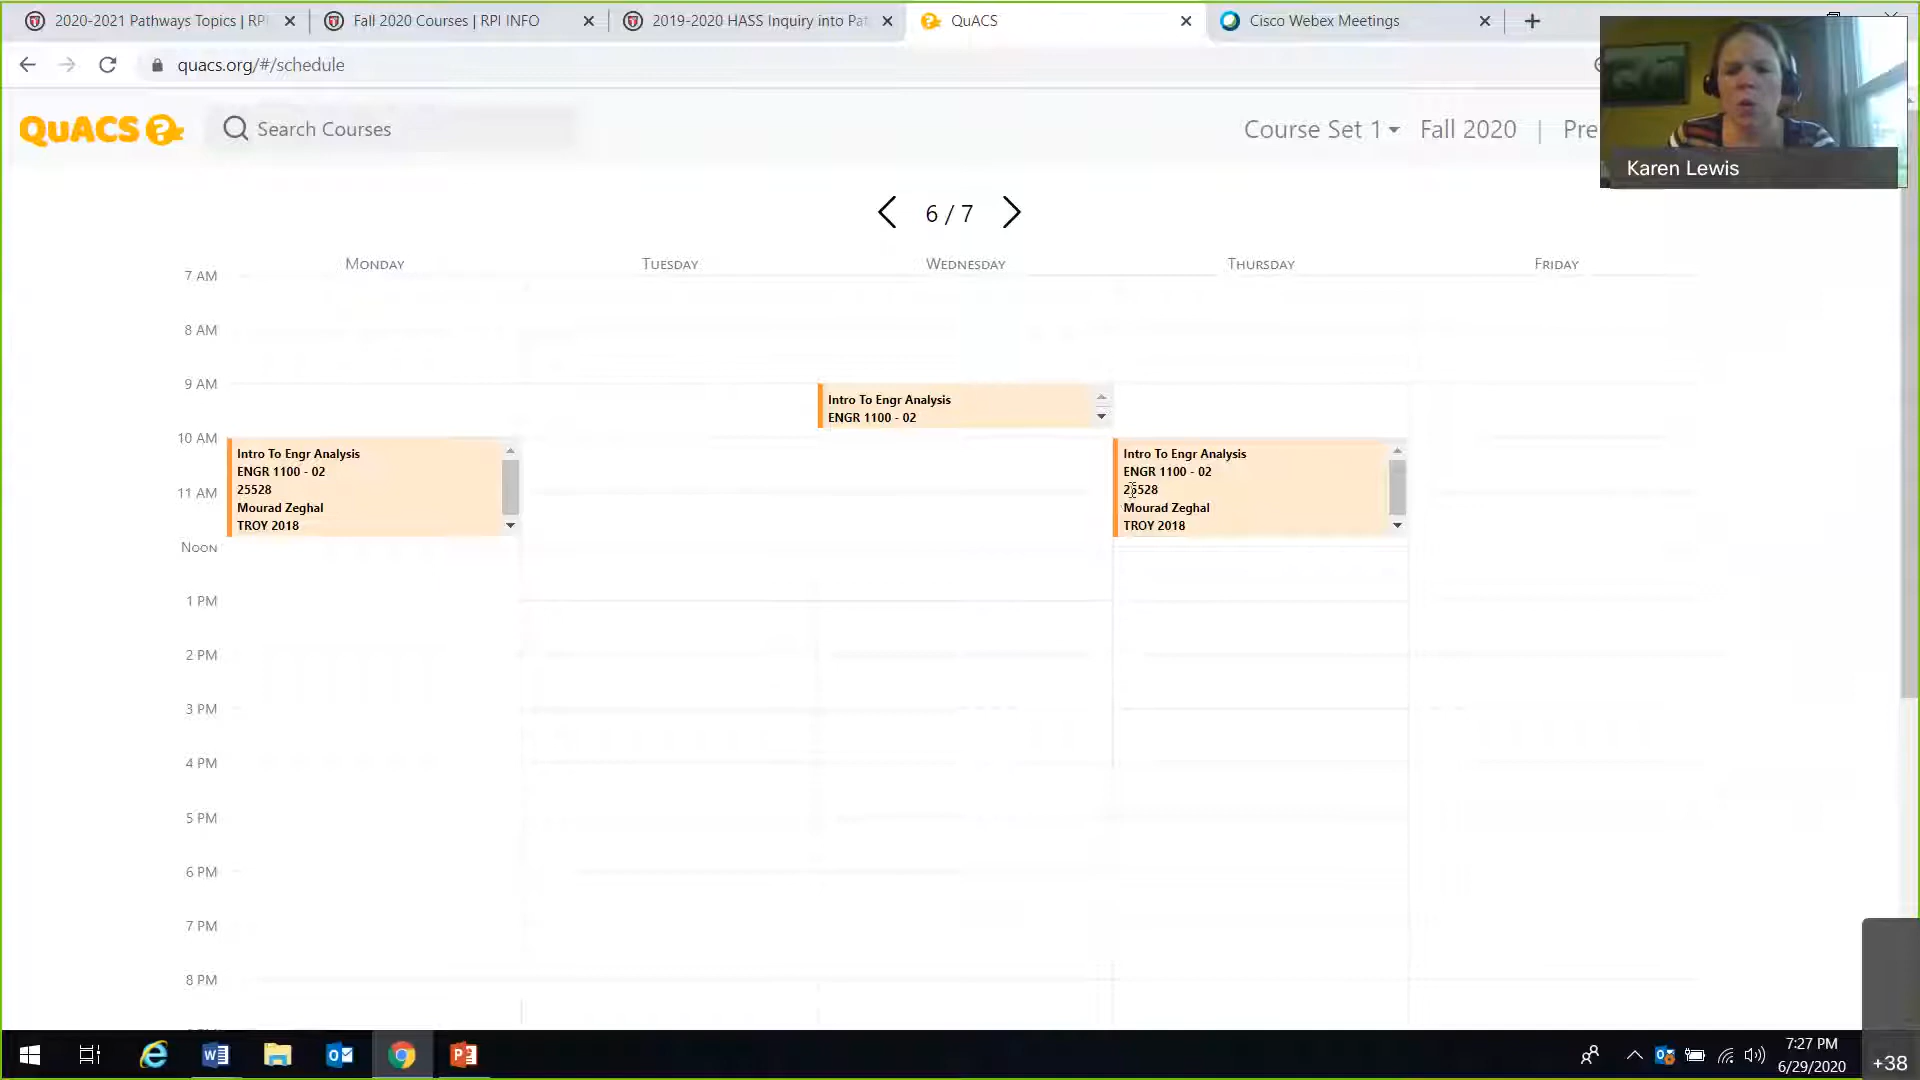 2020-2021 Pathways Topics | RPI
Fall 2020 Courses | RPI INFO
2019-2020 HASS Inquiry into Pat
QuACS
Cisco Webex Meetings
quacs.org/#/schedule
QuACS
Search Courses
Course Set 1
Fall 2020
|
Pre
Karen Lewis
6 / 7
MONDAY
TUESDAY
WEDNESDAY
THURSDAY
FRIDAY
7 AM
8 AM
9 AM
Intro To Engr Analysis
ENGR 1100 - 02
10 AM
Intro To Engr Analysis
ENGR 1100 - 02
25528
Mourad Zeghal
TROY 2018
Intro To Engr Analysis
ENGR 1100 - 02
25528
Mourad Zeghal
TROY 2018
11 AM
NOON
1 PM
2 PM
3 PM
4 PM
5 PM
6 PM
7 PM
8 PM
7:27 PM
6/29/2020
+38